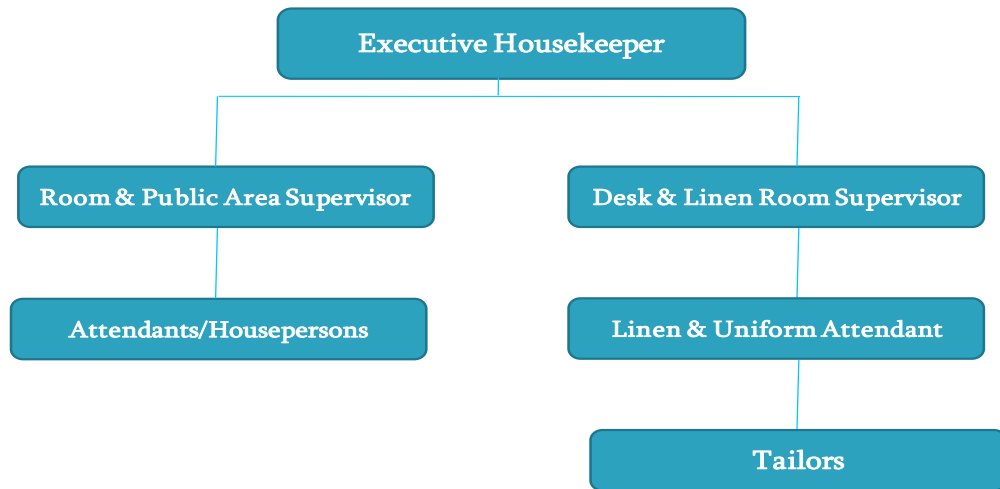 Executive Housekeeper
Room & Public Area Supervisor
Desk & Linen Room Supervisor
Attendants/Housepersons
Linen & Uniform Attendant
Tailors